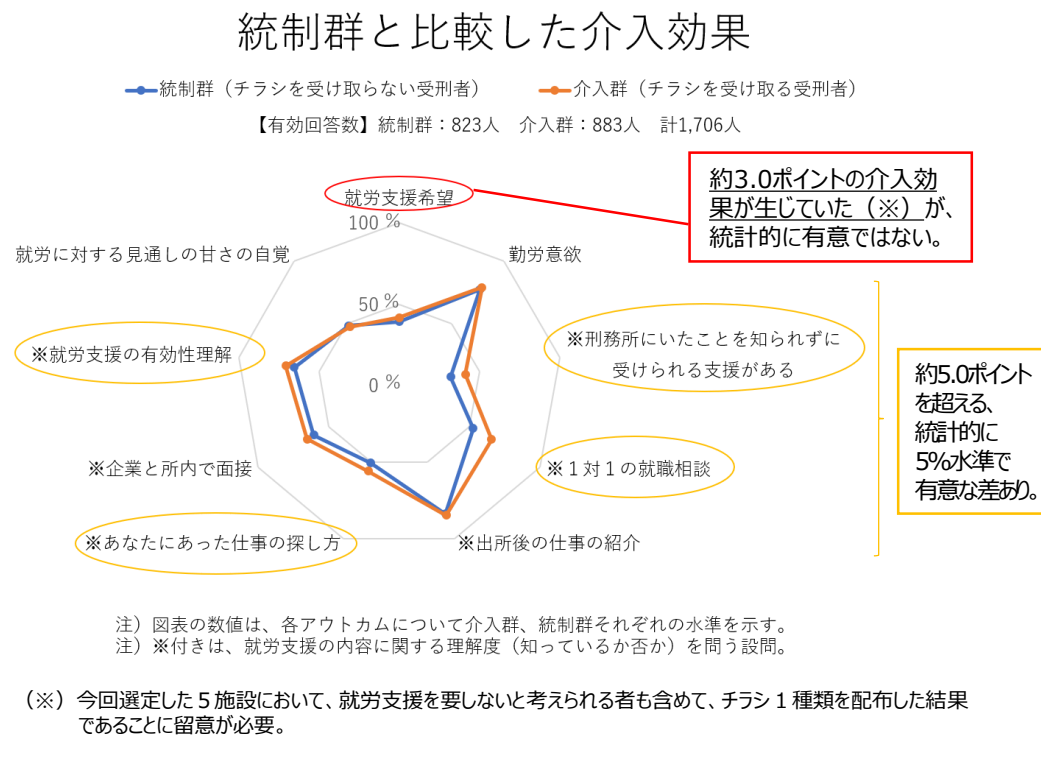 統制群と比較した介入効果
統制群（チラシを受け取らない受刑者）
介入群（チラシを受け取る受刑者）
【有効回答数】統制群：823人　介入群：883人　計1,706人
就労支援希望
100 %
50 %
0 %
勤労意欲
※刑務所にいたことを知られずに
受けられる支援がある
※１対１の就職相談
※出所後の仕事の紹介
※あなたにあった仕事の探し方
※企業と所内で面接
※就労支援の有効性理解
就労に対する見通しの甘さの自覚
約3.0ポイントの介入効
果が生じていた（※）が、
統計的に有意ではない。
約5.0ポイント
を超える、
統計的に
5%水準で
有意な差あり。
注）図表の数値は、各アウトカムについて介入群、統制群それぞれの水準を示す。
注）※付きは、就労支援の内容に関する理解度（知っているか否か）を問う設問。
（※）今回選定した５施設において、就労支援を要しないと考えられる者も含めて、チラシ１種類を配布した結果
であることに留意が必要。